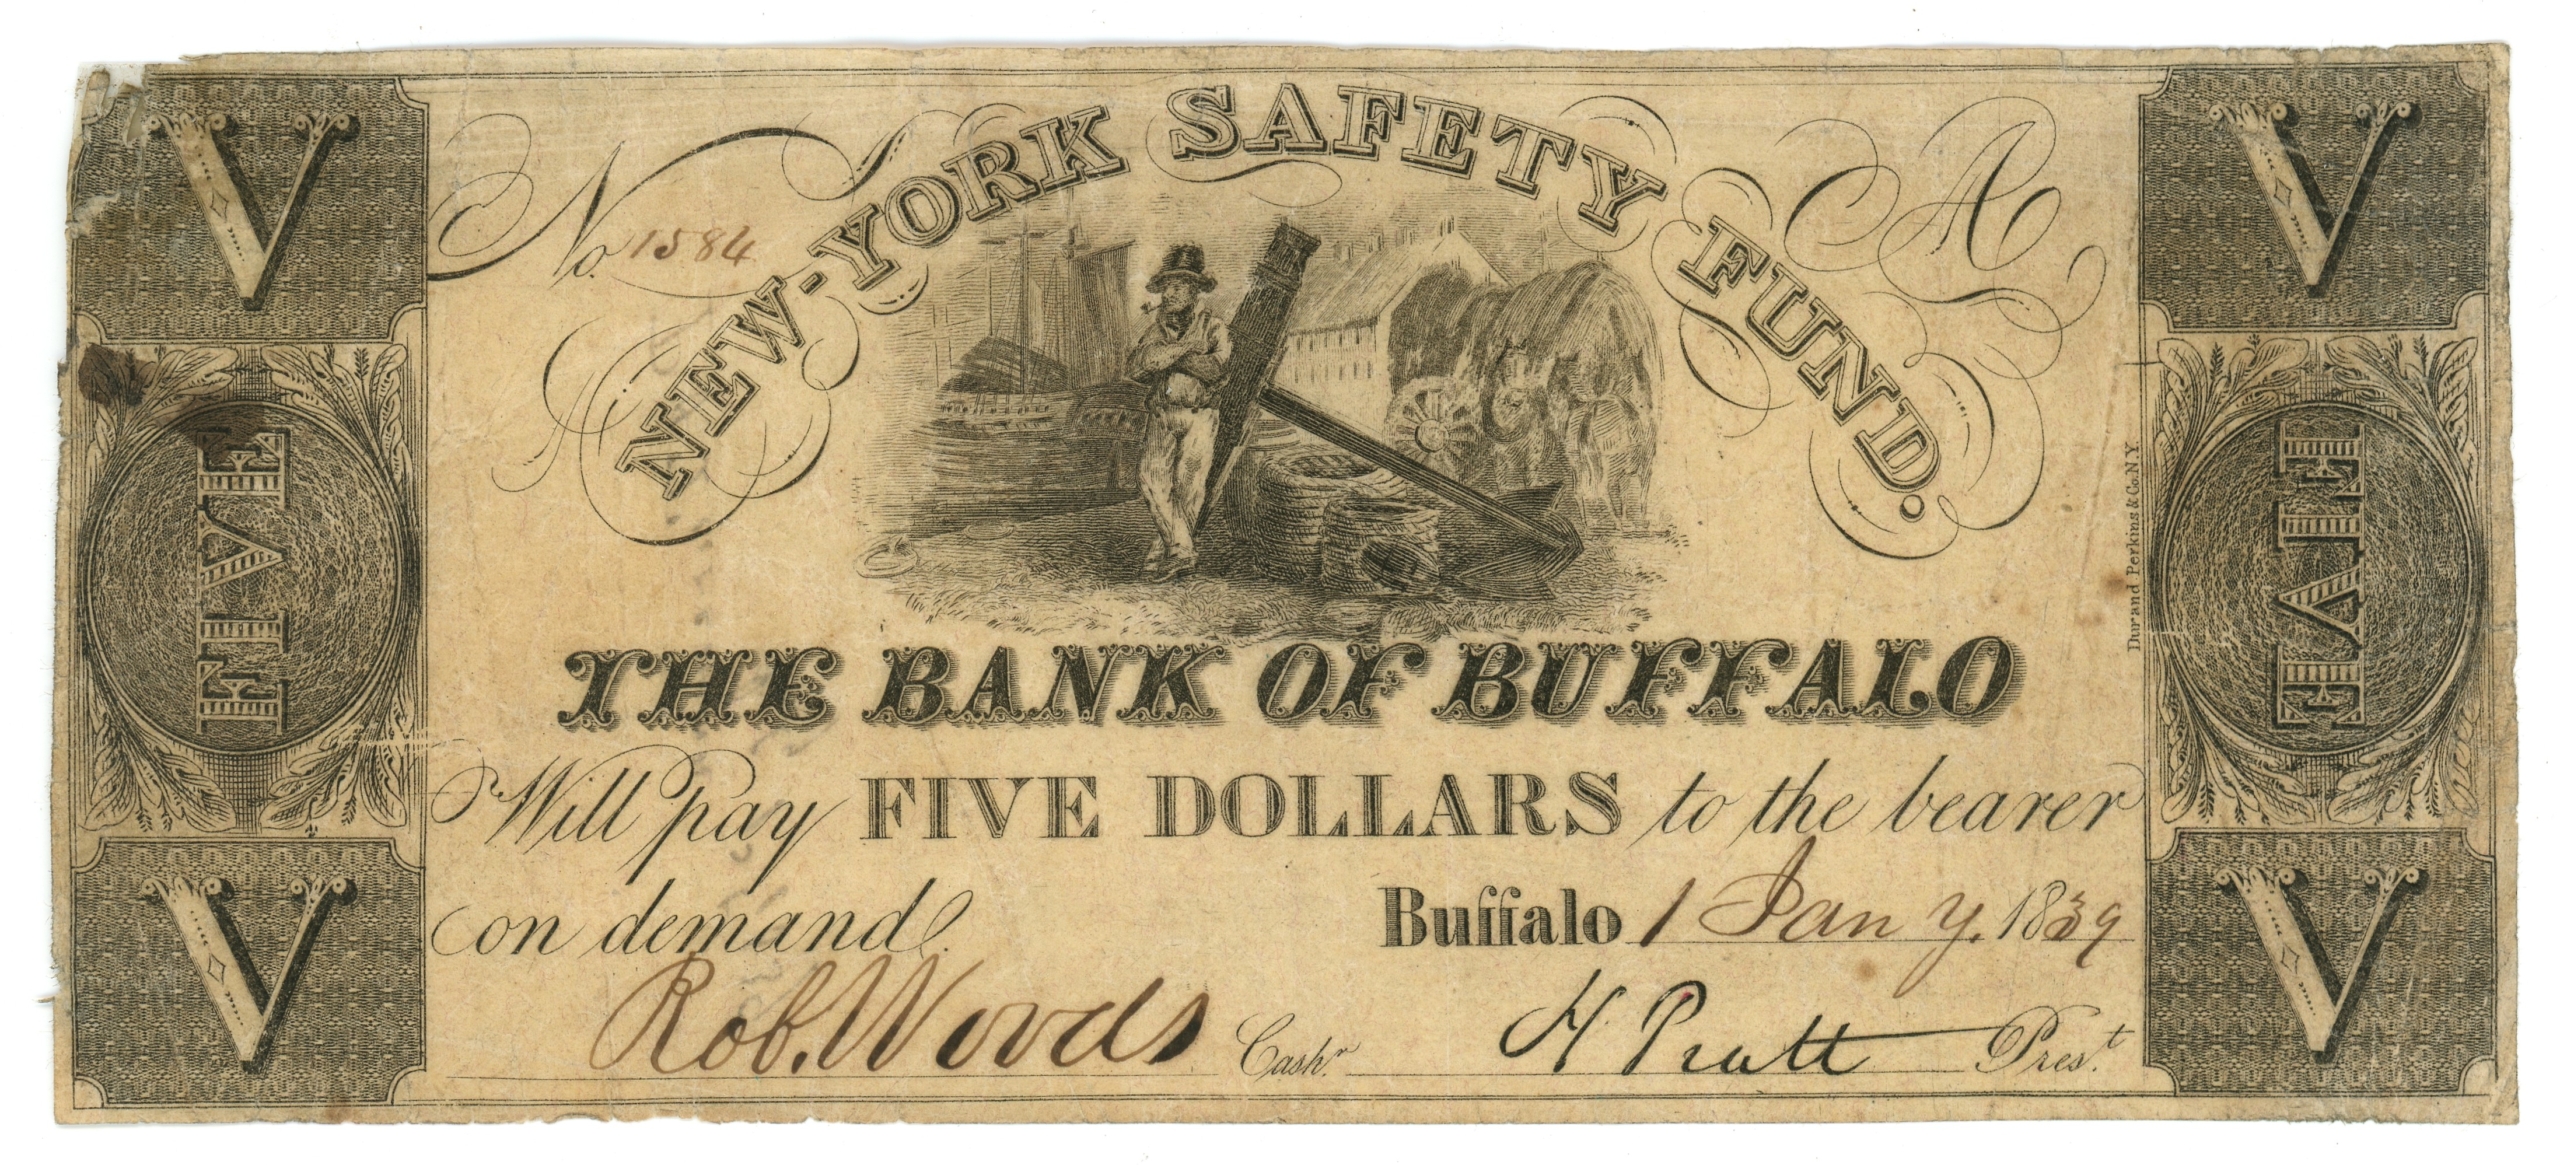 V
V
No. 1584
A
NEW-YORK SAFETY FUND.
FIVE
FIVE
Durand Perkins & Co. N.Y.
THE BANK OF BUFFALO
Will pay FIVE DOLLARS to the bearer
on demand
Buffalo 1 Jany. 1839
Rob. Woods Cashr.
H Pratt Prest.
V
V